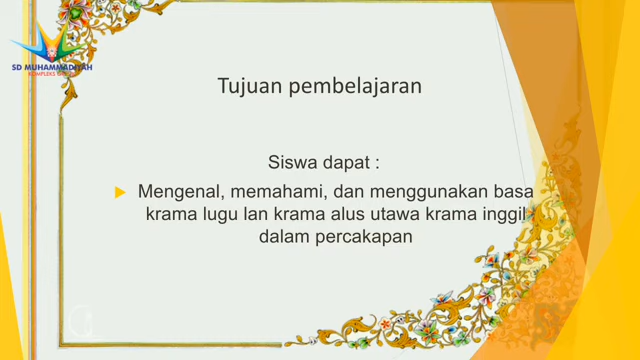 SD MUHAMMADIYAH
Tujuan pembelajaran
Siswa dapat :
Mengenal, memahami, dan menggunakan basa
krama lugu lan krama alus utawa krama inggil
dalam percakapan